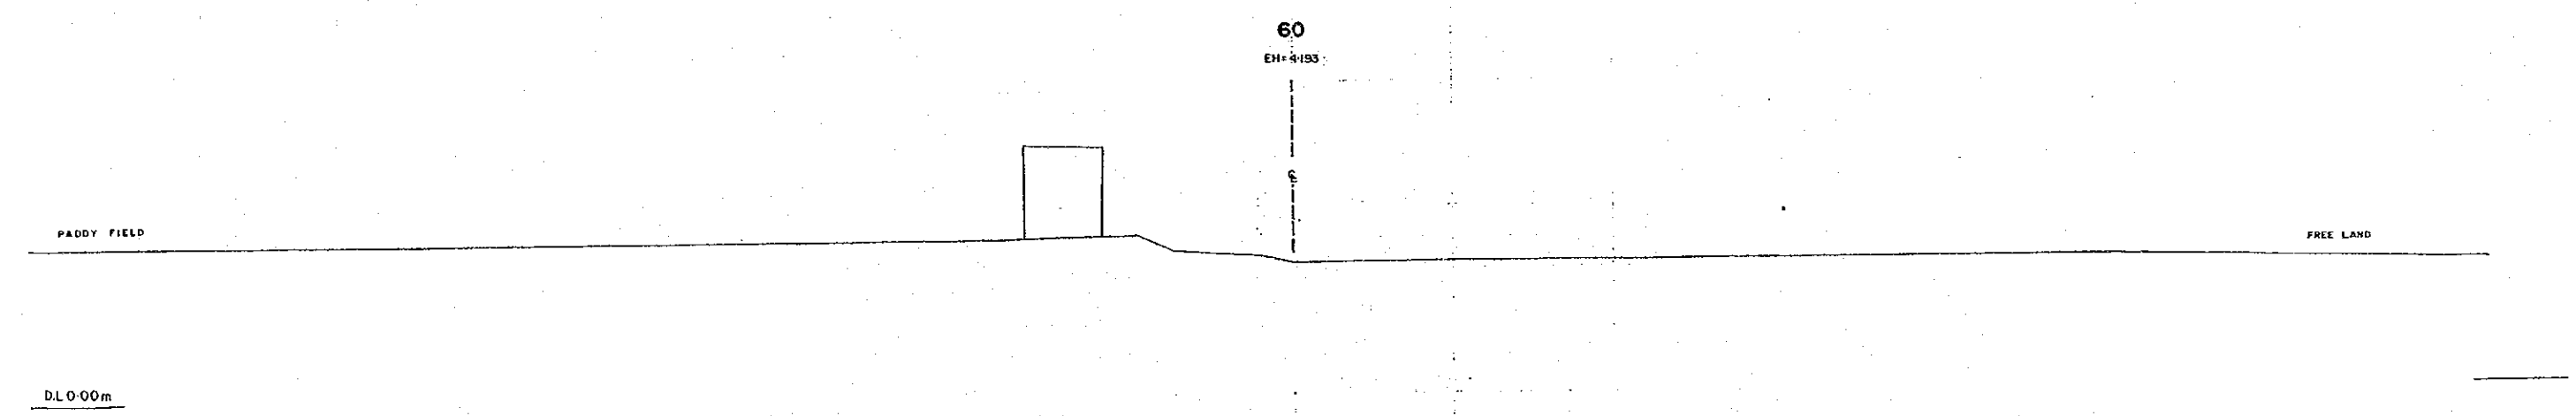 60
EH=4·193
℄
PADDY FIELD
FREE LAND
D.L 0·00m